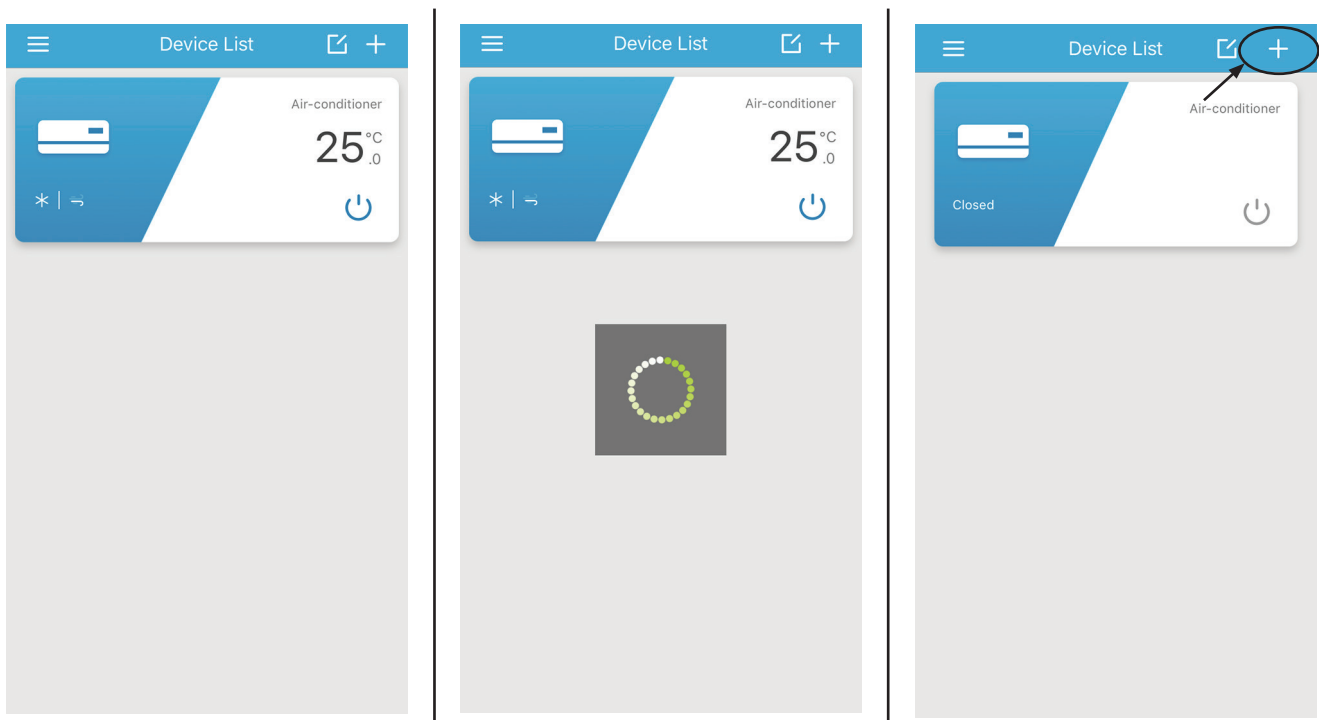 Device List
Air-conditioner
25 °C .0
Device List
Air-conditioner
25 °C .0
Device List
Air-conditioner
Closed